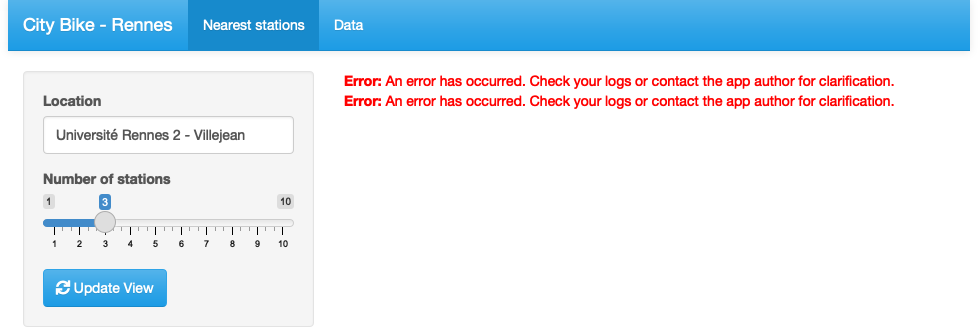 City Bike - Rennes Nearest stations Data
Location
Université Rennes 2 - Villejean
Number of stations
1 3 10
1 2 3 4 5 6 7 8 9 10
Update View
Error: An error has occurred. Check your logs or contact the app author for clarification.
Error: An error has occurred. Check your logs or contact the app author for clarification.